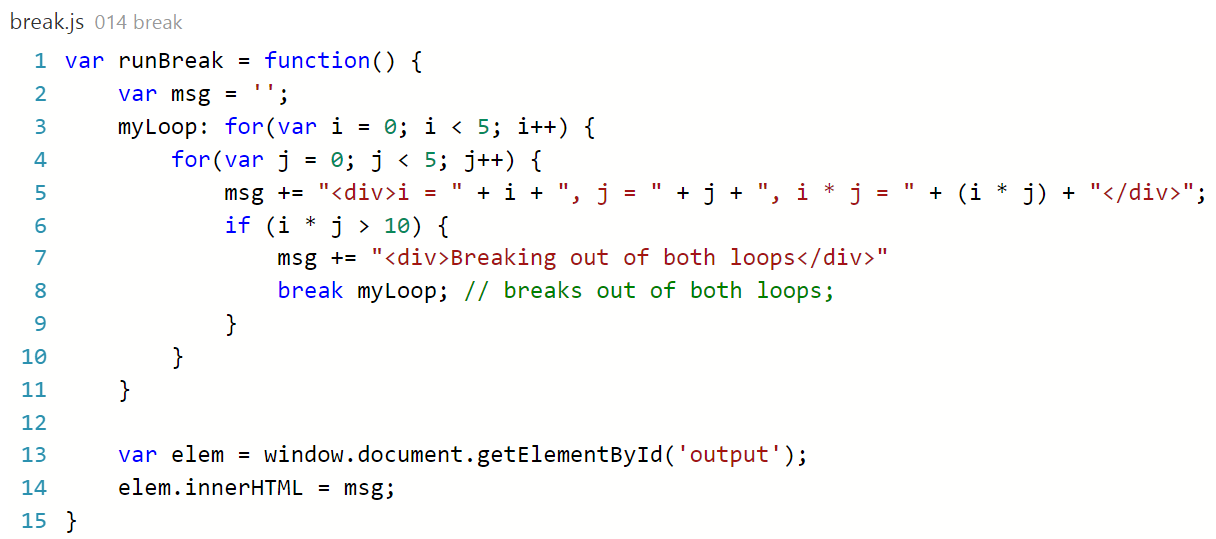 break.js 014 break
1 var runBreak = function() {
2     var msg = '';
3     myLoop: for(var i = 0; i < 5; i++) {
4         for(var j = 0; j < 5; j++) {
5             msg += "<div>i = " + i + ", j = " + j + ", i * j = " + (i * j) + "</div>";
6             if (i * j > 10) {
7                 msg += "<div>Breaking out of both loops</div>"
8                 break myLoop; // breaks out of both loops;
9             }
10         }
11     }
12
13     var elem = window.document.getElementById('output');
14     elem.innerHTML = msg;
15 }